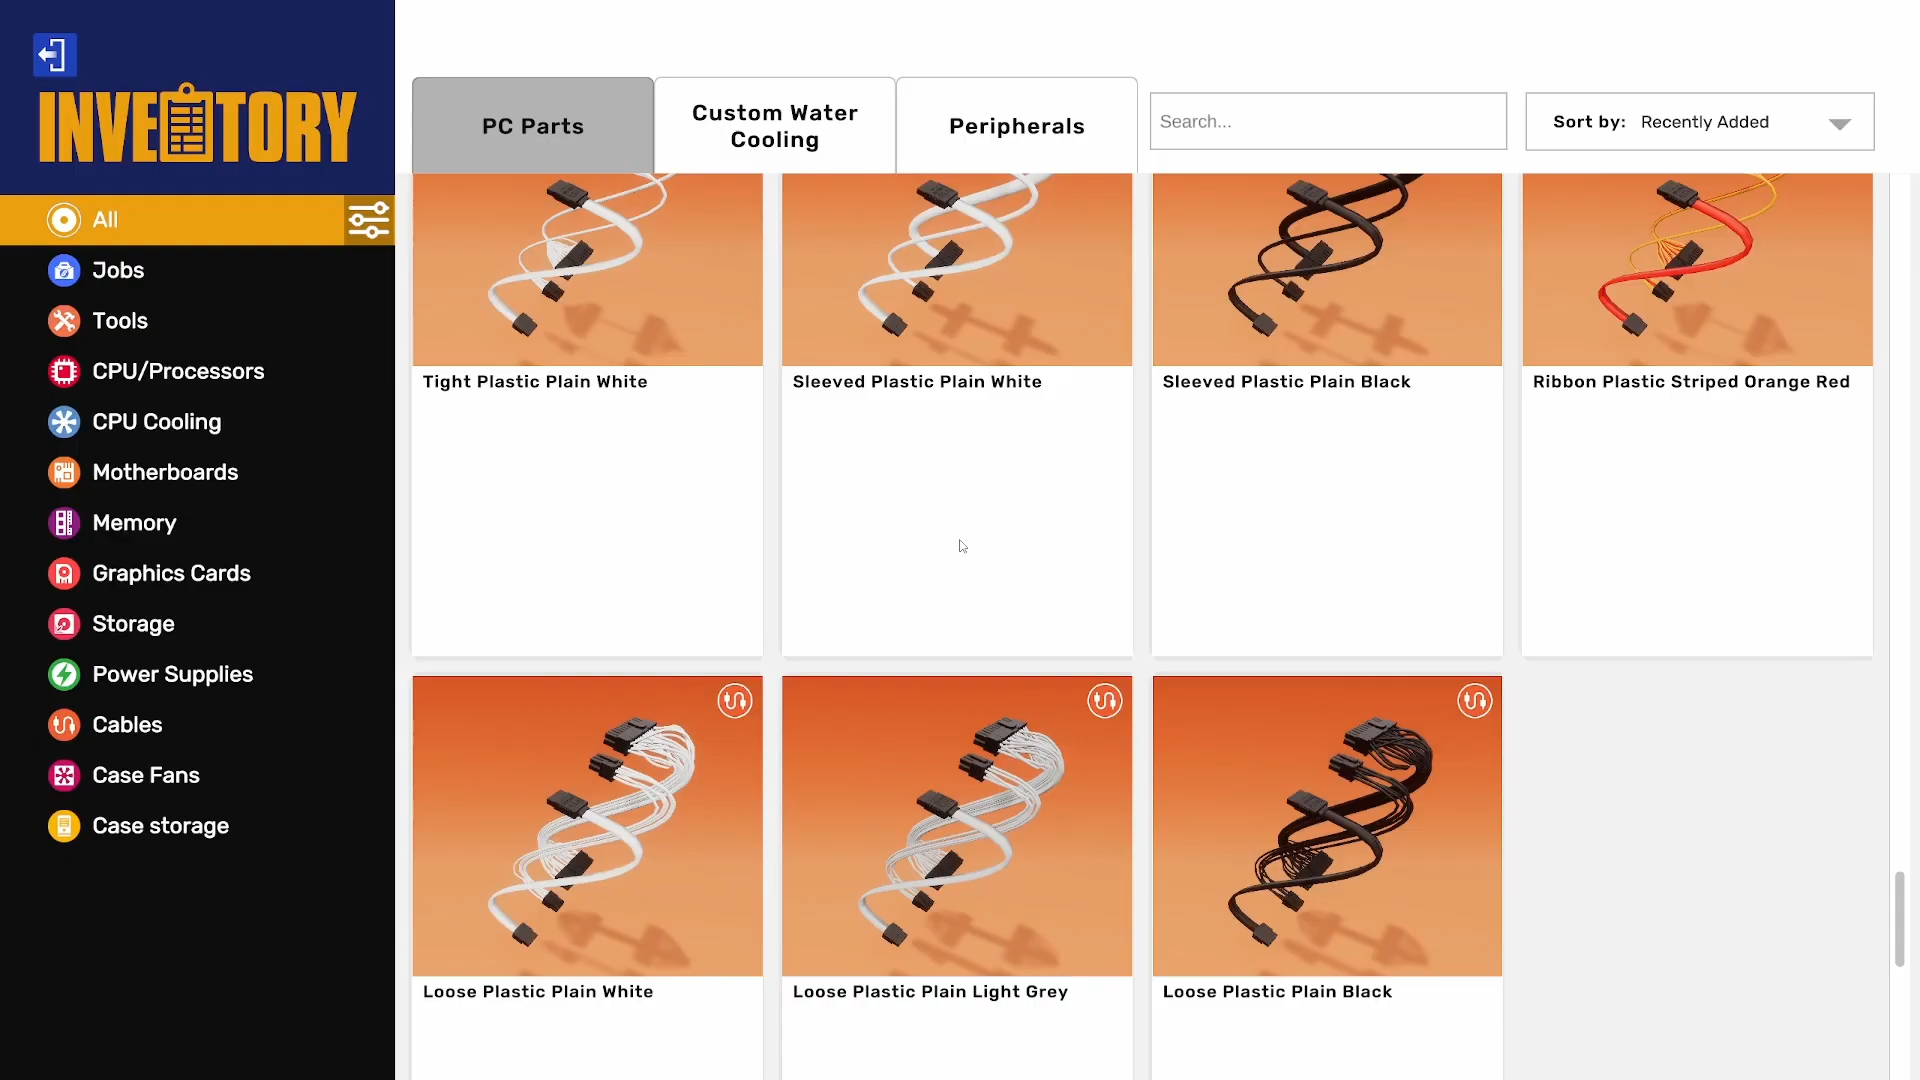 INVENTORY
PC Parts
Custom Water
Cooling
Peripherals
Search...
Sort by: Recently Added
All
Jobs
Tools
CPU/Processors
CPU Cooling
Motherboards
Memory
Graphics Cards
Storage
Power Supplies
Cables
Case Fans
Case storage
Tight Plastic Plain White
Sleeved Plastic Plain White
Sleeved Plastic Plain Black
Ribbon Plastic Striped Orange Red
Loose Plastic Plain White
Loose Plastic Plain Light Grey
Loose Plastic Plain Black